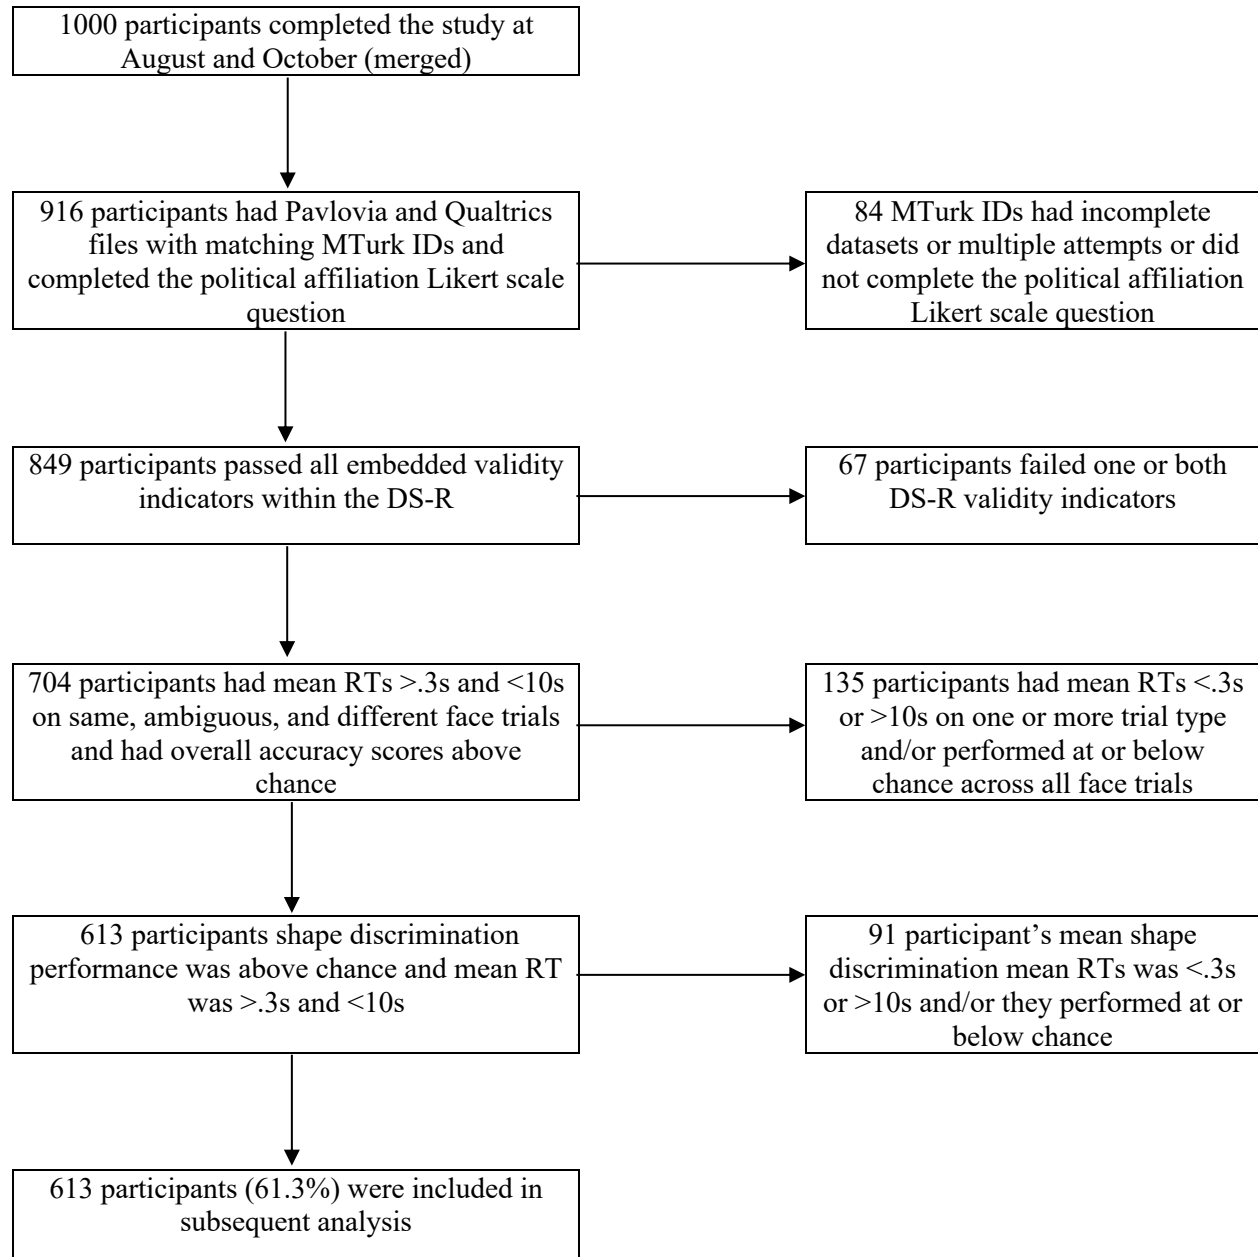 1000 participants completed the study at
August and October (merged)
916 participants had Pavlovia and Qualtrics
files with matching MTurk IDs and
completed the political affiliation Likert scale
question
84 MTurk IDs had incomplete
datasets or multiple attempts or did
not complete the political affiliation
Likert scale question
849 participants passed all embedded validity
indicators within the DS-R
67 participants failed one or both
DS-R validity indicators
704 participants had mean RTs >.3s and <10s
on same, ambiguous, and different face trials
and had overall accuracy scores above
chance
135 participants had mean RTs <.3s
or >10s on one or more trial type
and/or performed at or below
chance across all face trials
613 participants shape discrimination
performance was above chance and mean RT
was >.3s and <10s
91 participant’s mean shape
discrimination mean RTs was <.3s
or >10s and/or they performed at or
below chance
613 participants (61.3%) were included in
subsequent analysis